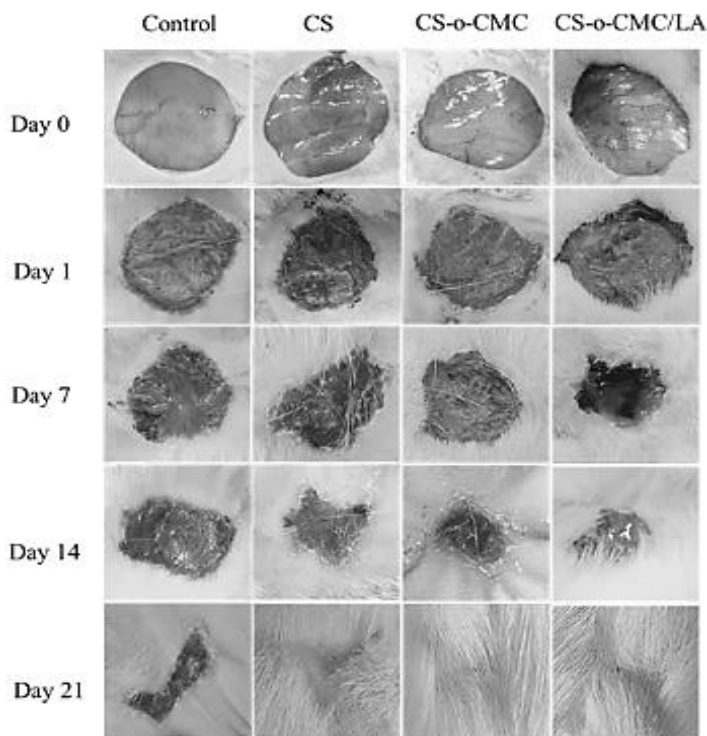 Control CS CS-o-CMC CS-o-CMC/LA
Day 0
Day 1
Day 7
Day 14
Day 21